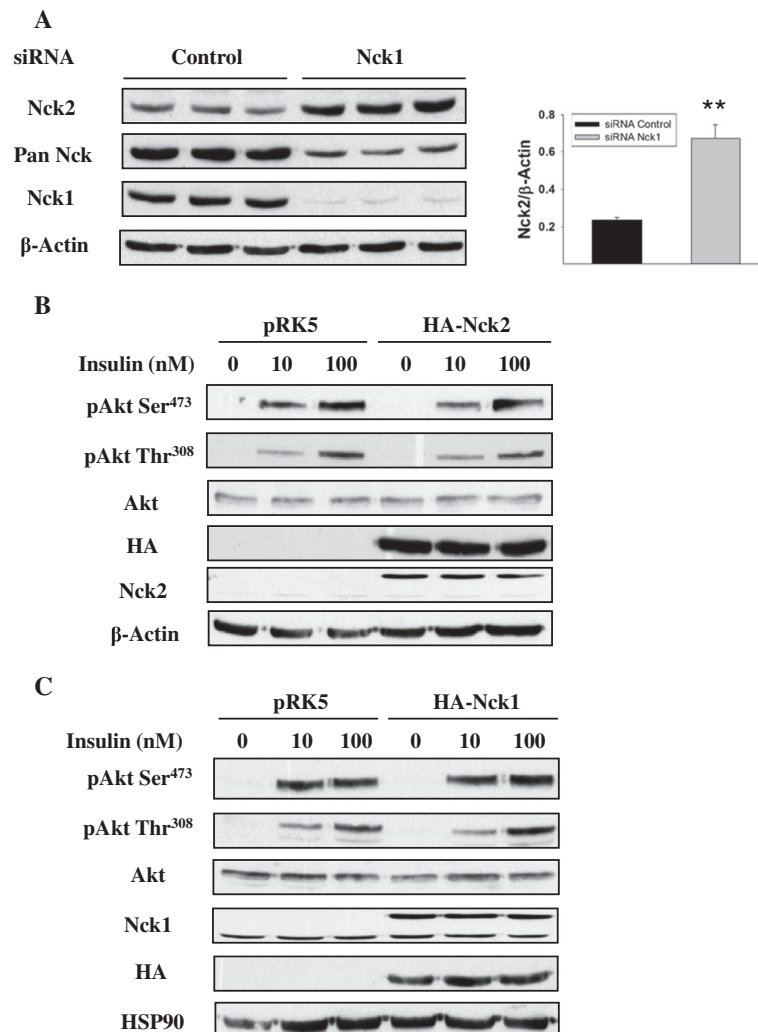 A
siRNA Control Nck1
Nck2
Pan Nck
Nck1
β-Actin
Nck2/β-Actin
0.8
0.6
0.4
0.2
siRNA Control
siRNA Nck1
**
B
pRK5 HA-Nck2
Insulin (nM) 0 10 100 0 10 100
pAkt Ser473
pAkt Thr308
Akt
HA
Nck2
β-Actin
C
pRK5 HA-Nck1
Insulin (nM) 0 10 100 0 10 100
pAkt Ser473
pAkt Thr308
Akt
Nck1
HA
HSP90